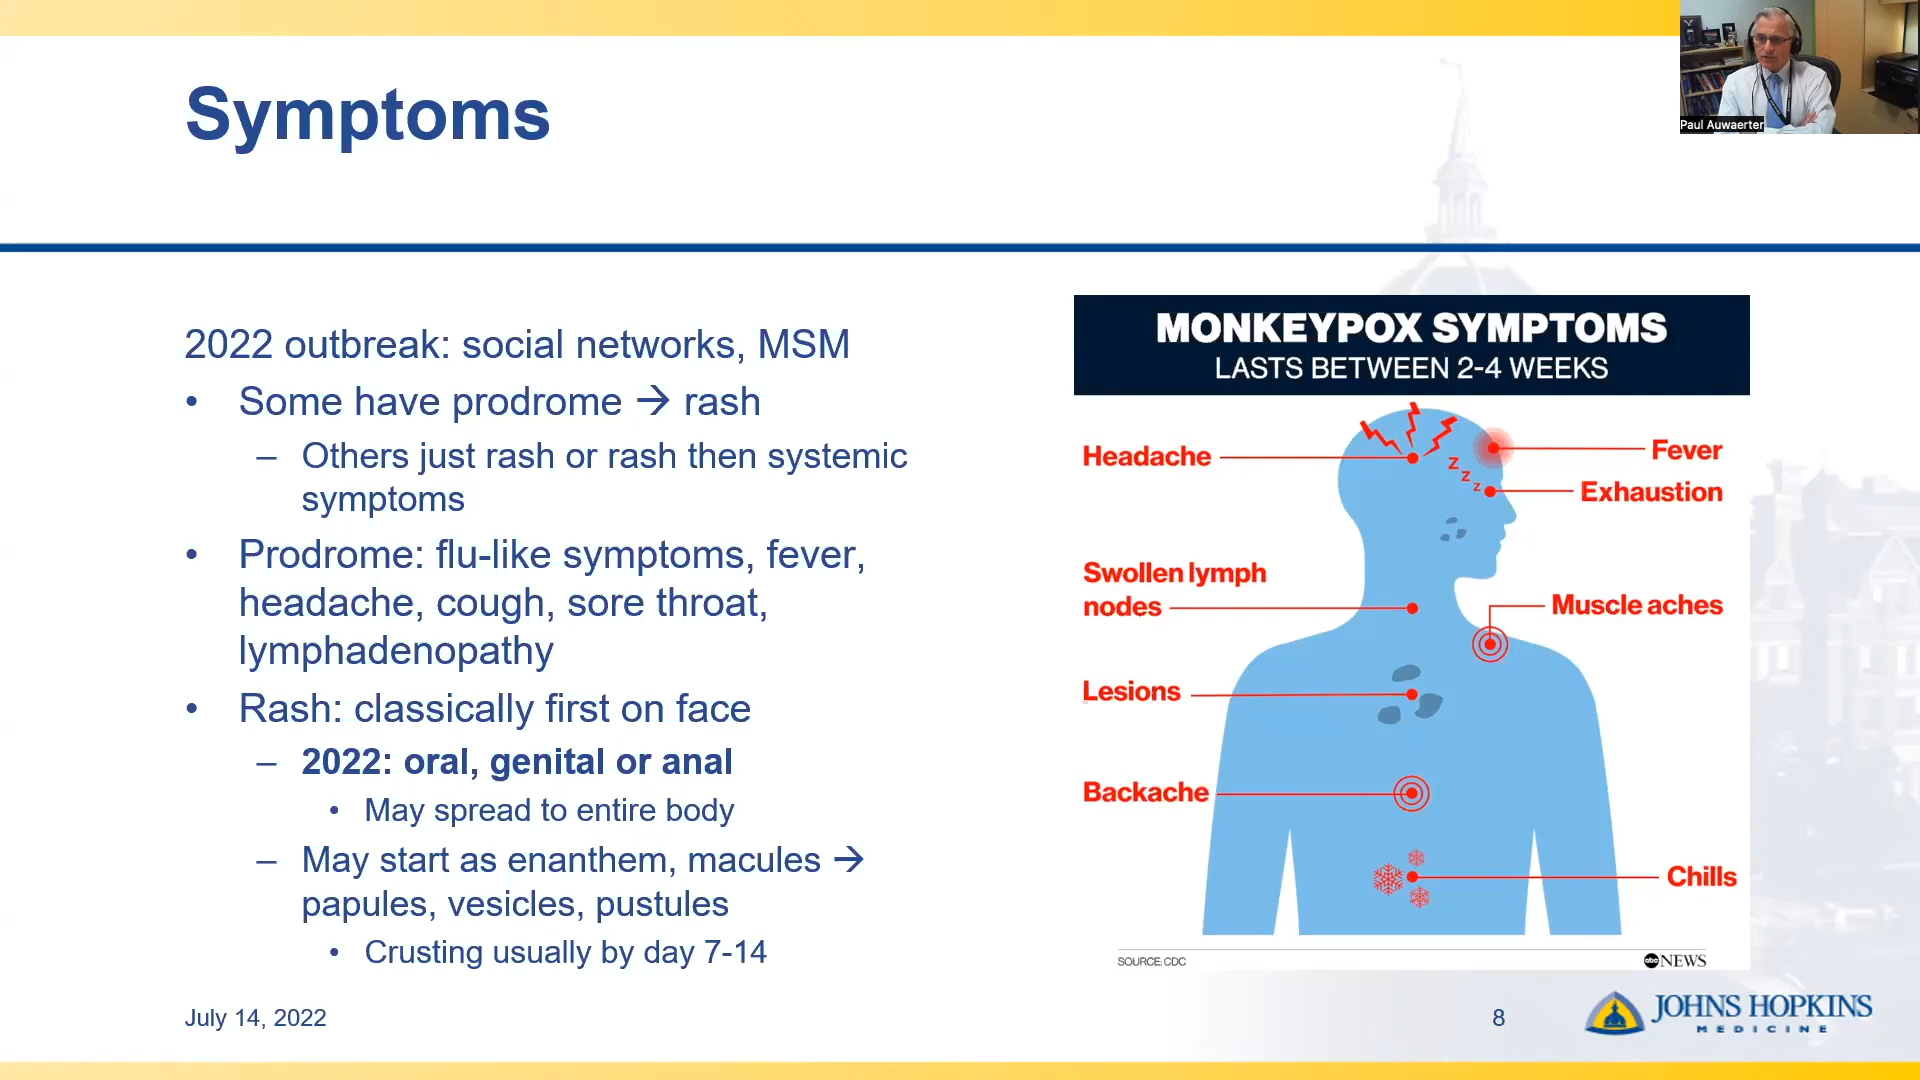 Paul Auwaerter
Symptoms
2022 outbreak: social networks, MSM
• Some have prodrome → rash
– Others just rash or rash then systemic
symptoms
• Prodrome: flu-like symptoms, fever,
headache, cough, sore throat,
lymphadenopathy
• Rash: classically first on face
– 2022: oral, genital or anal
• May spread to entire body
– May start as enanthem, macules →
papules, vesicles, pustules
• Crusting usually by day 7-14
MONKEYPOX SYMPTOMS
LASTS BETWEEN 2-4 WEEKS
Headache
Fever
z
z
z
Exhaustion
Swollen lymph
nodes
Muscle aches
Lesions
Backache
Chills
SOURCE: CDC
abc NEWS
July 14, 2022
8
JOHNS HOPKINS
MEDICINE